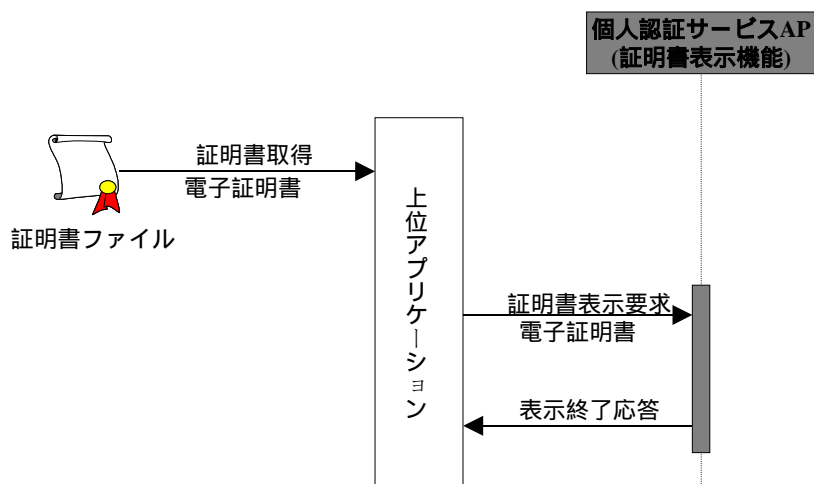 個人認証サービスAP
(証明書表示機能)
証明書取得
電子証明書
証明書ファイル
上位アプリケーション
証明書表示要求
電子証明書
表示終了応答